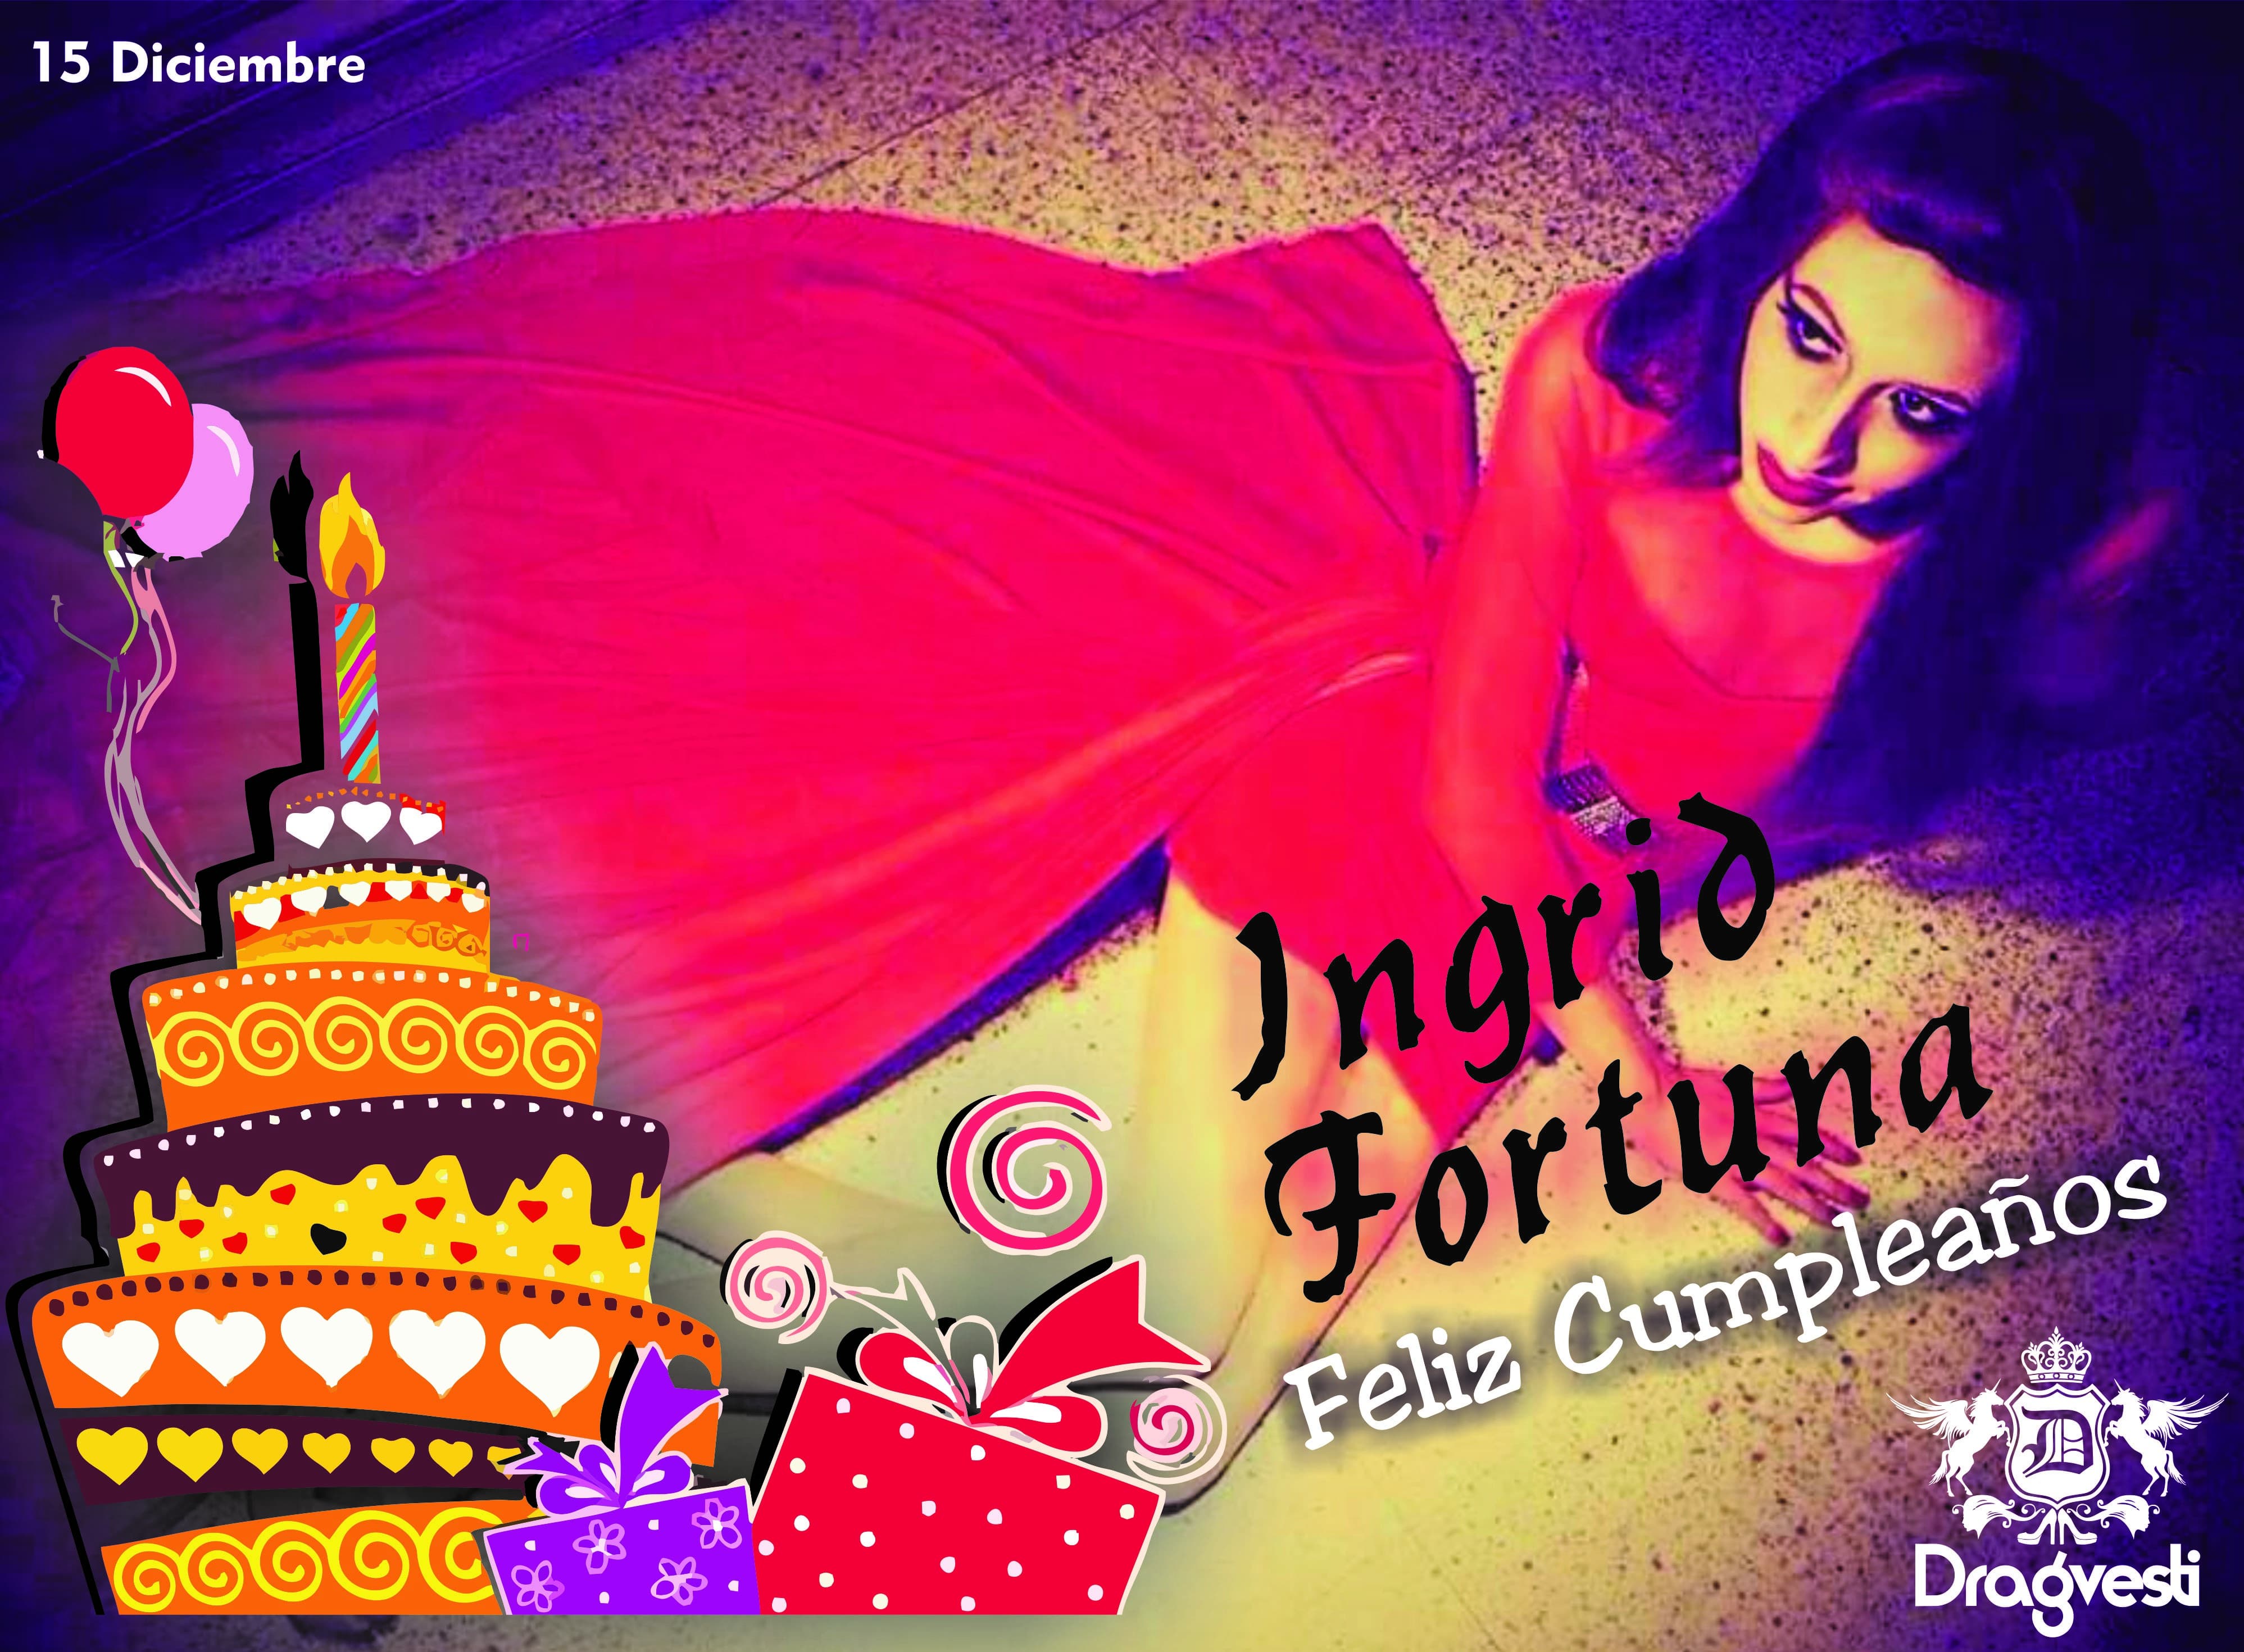 15 Diciembre
Ingrid
Fortuna
Feliz Cumpleaños
D
Dragvesti